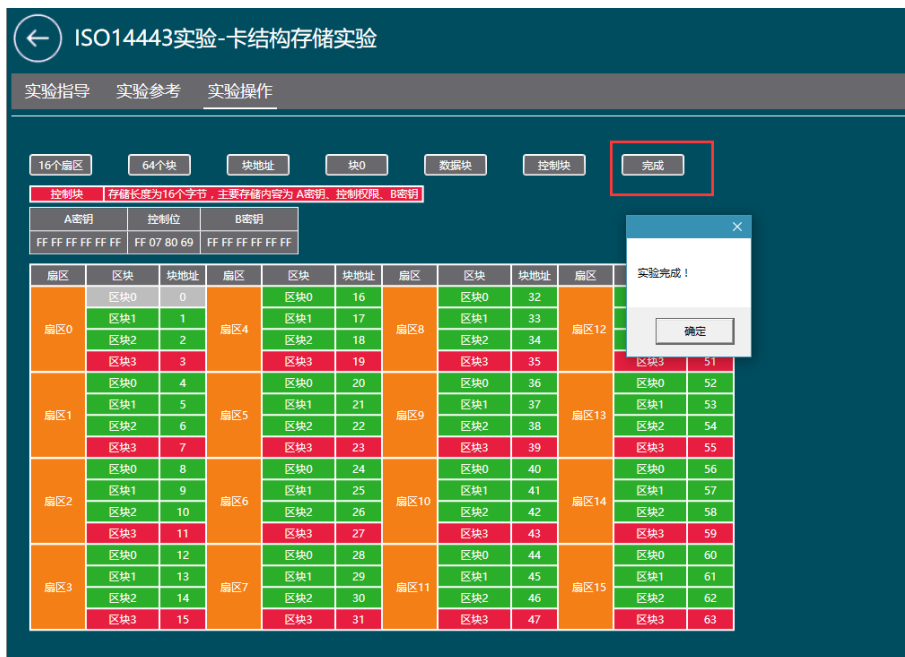 ISO14443实验-卡结构存储实验
实验指导 实验参考 实验操作
16个扇区 64个块 块地址 块0 数据块 控制块 完成
控制块 存储长度为16个字节，主要存储内容为 A密钥、控制权限、B密钥
A密钥 控制位 B密钥
FF FF FF FF FF FF FF 07 80 69 FF FF FF FF FF FF
实验完成！
确定
扇区 区块 块地址 扇区 区块 块地址 扇区 区块 块地址 扇区
区块0 0 区块0 16 区块0 32
区块1 1 区块1 17 区块1 33
扇区0 扇区4 扇区8 扇区12
区块2 2 区块2 18 区块2 34
区块3 3 区块3 19 区块3 35 区块3 51
区块0 4 区块0 20 区块0 36 区块0 52
区块1 5 区块1 21 区块1 37 区块1 53
扇区1 扇区5 扇区9 扇区13
区块2 6 区块2 22 区块2 38 区块2 54
区块3 7 区块3 23 区块3 39 区块3 55
区块0 8 区块0 24 区块0 40 区块0 56
区块1 9 区块1 25 区块1 41 区块1 57
扇区2 扇区6 扇区10 扇区14
区块2 10 区块2 26 区块2 42 区块2 58
区块3 11 区块3 27 区块3 43 区块3 59
区块0 12 区块0 28 区块0 44 区块0 60
区块1 13 区块1 29 区块1 45 区块1 61
扇区3 扇区7 扇区11 扇区15
区块2 14 区块2 30 区块2 46 区块2 62
区块3 15 区块3 31 区块3 47 区块3 63